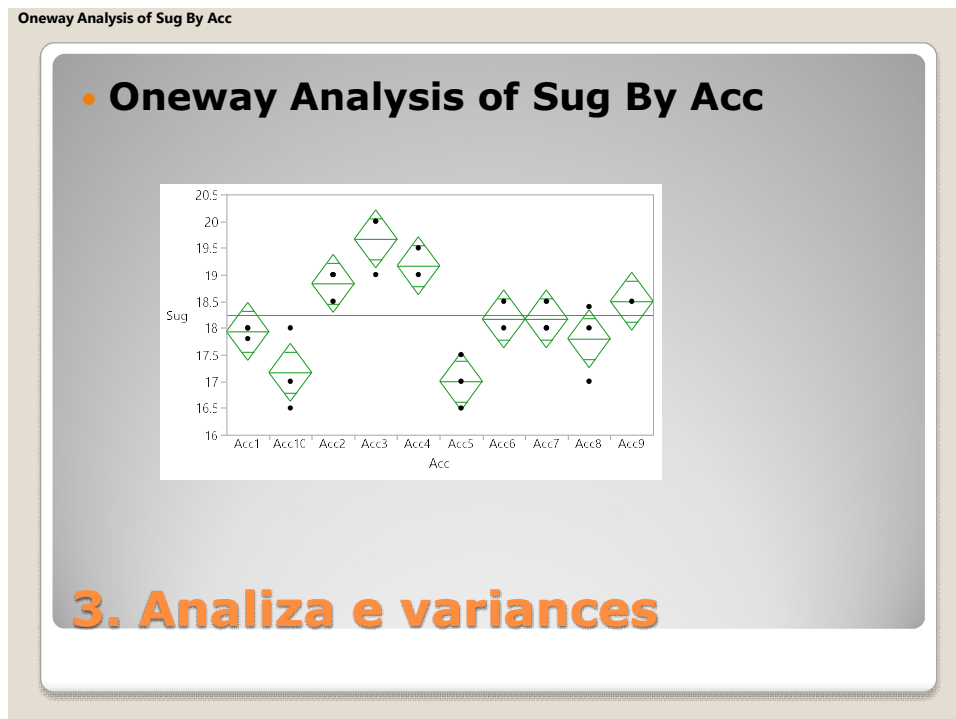 Oneway Analysis of Sug By Acc
Oneway Analysis of Sug By Acc
20.5
20
19.5
19
18.5
Sug
18
17.5
17
16.5
16
Acc1 Acc10 Acc2 Acc3 Acc4 Acc5 Acc6 Acc7 Acc8 Acc9
Acc
3. Analiza e variances